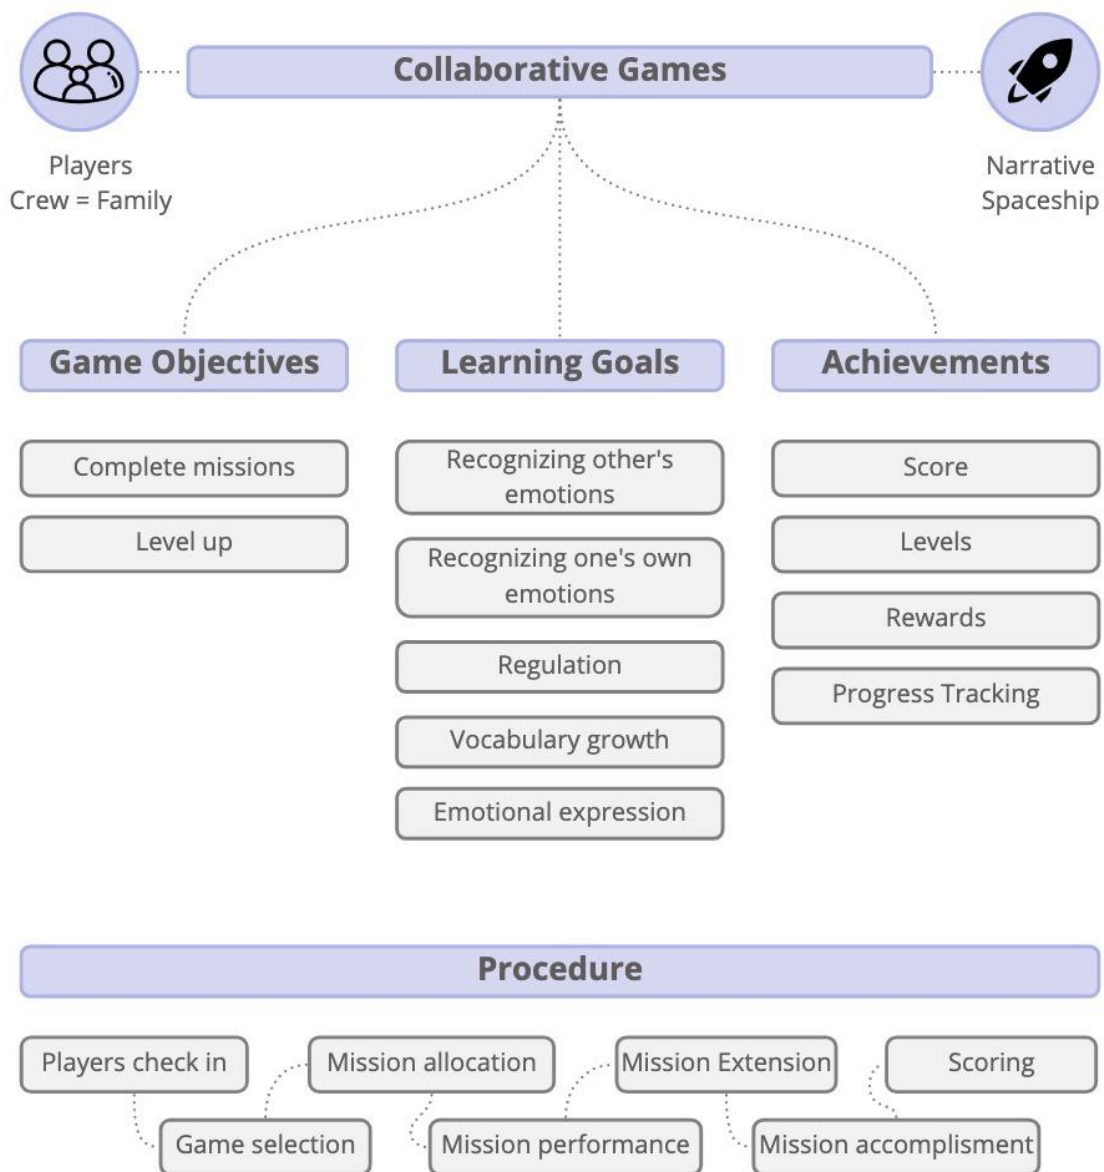 Collaborative Games
Players
Crew = Family
Narrative
Spaceship
Game Objectives
Complete missions
Level up
Learning Goals
Recognizing other's
emotions
Recognizing one's own
emotions
Regulation
Vocabulary growth
Emotional expression
Achievements
Score
Levels
Rewards
Progress Tracking
Procedure
Players check in
Game selection
Mission allocation
Mission performance
Mission Extension
Mission accomplisment
Scoring